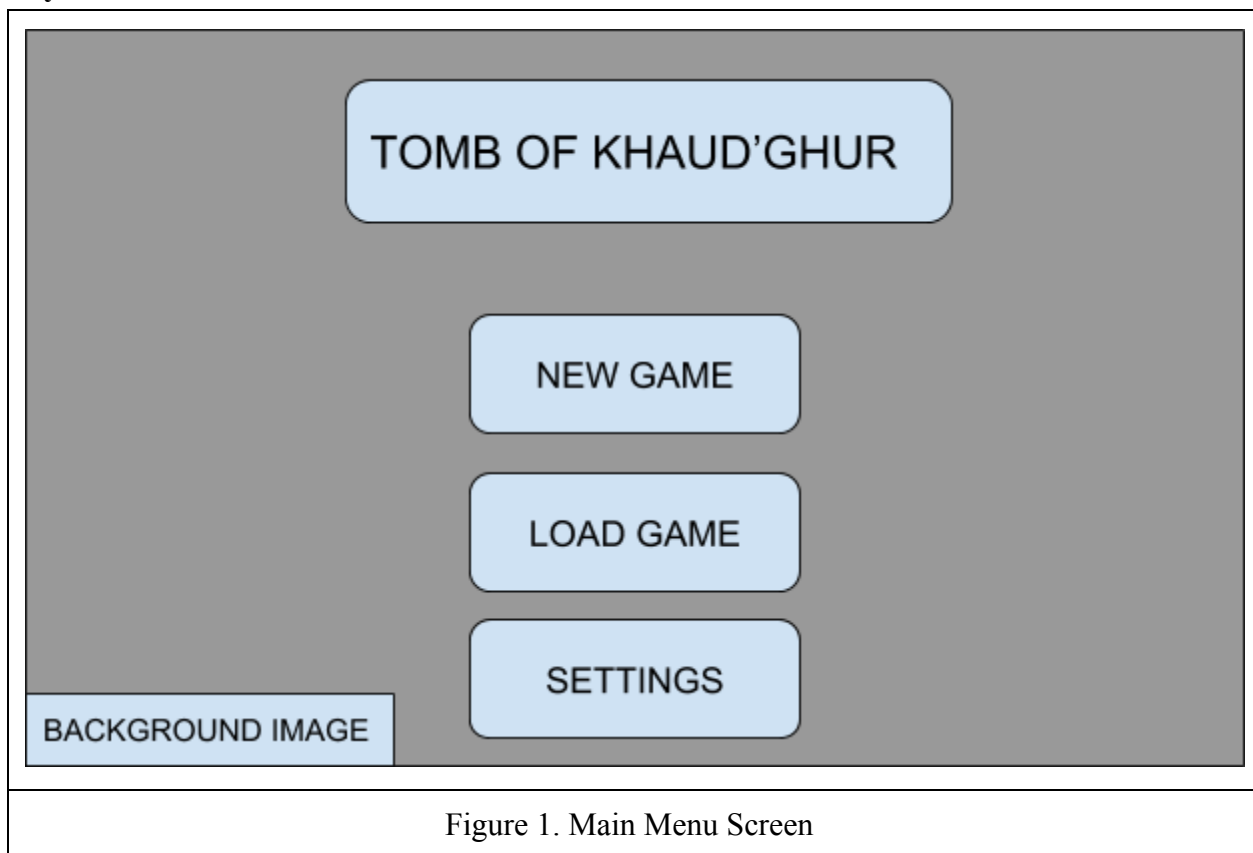 TOMB OF KHAUD’GHUR
NEW GAME
LOAD GAME
SETTINGS
BACKGROUND IMAGE
Figure 1. Main Menu Screen